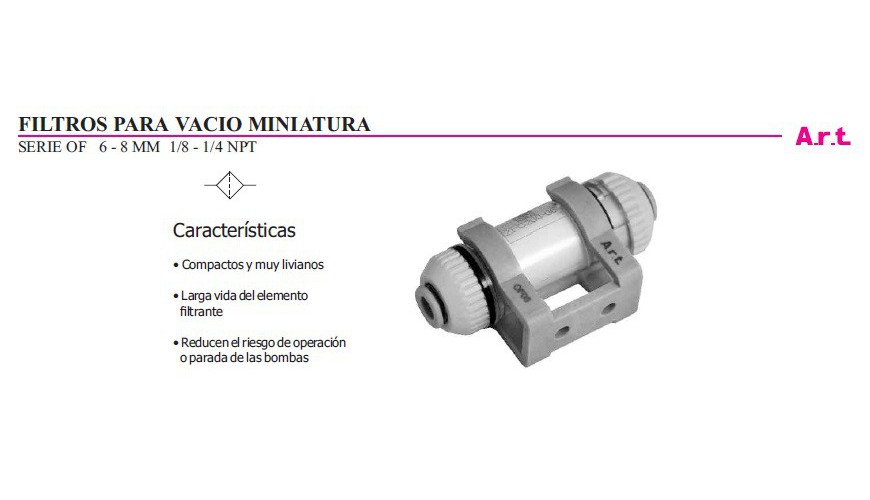 FILTROS PARA VACIO MINIATURA
A.r.t.
SERIE OF 6 - 8 MM 1/8 - 1/4 NPT
Características
• Compactos y muy livianos
• Larga vida del elemento
filtrante
• Reducen el riesgo de operación
o parada de las bombas
A.r.t.
OF06